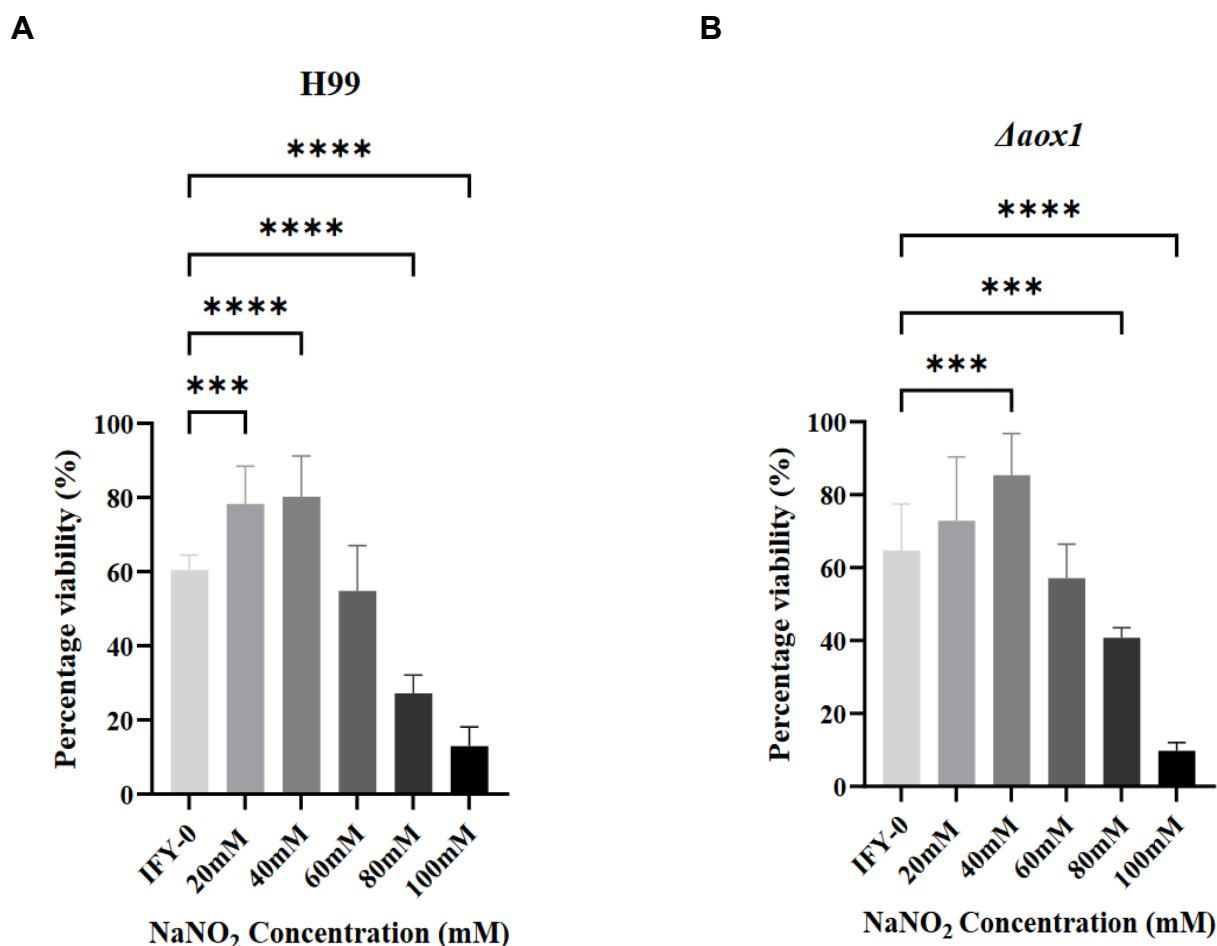 A
H99
****
****
****
***
100
80
60
40
20
0
Percentage viability (%)
IFY-0
20mM
40mM
60mM
80mM
100mM
NaNO₂ Concentration (mM)
B
Δaox1
****
***
***
100
80
60
40
20
0
Percentage viability (%)
IFY-0
20mM
40mM
60mM
80mM
100mM
NaNO₂ Concentration (mM)